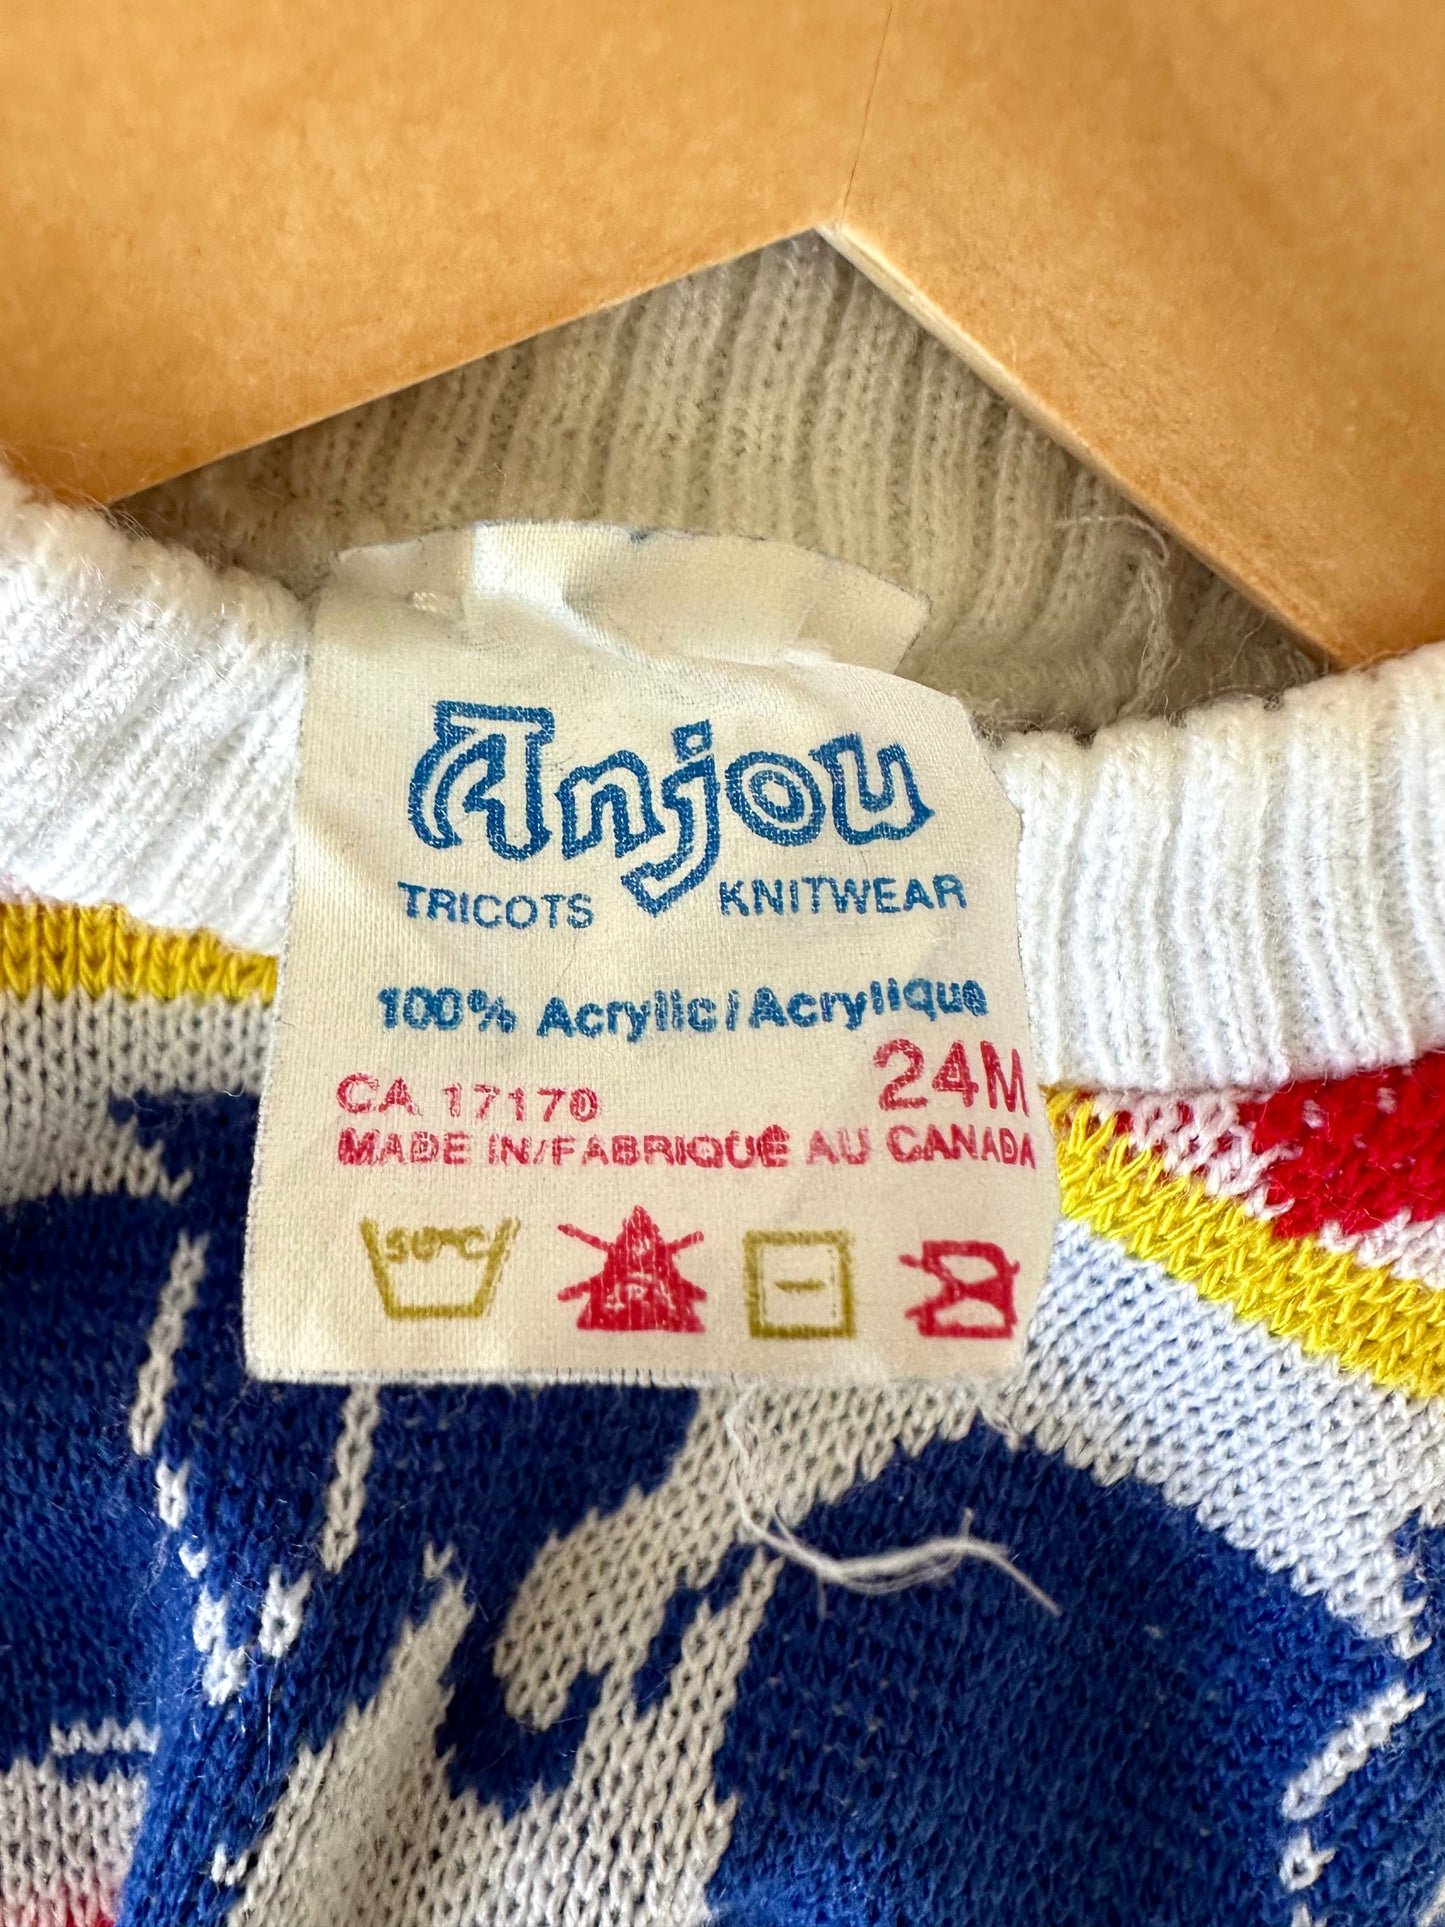 Anjou
TRICOTS KNITWEAR
100% Acrylic/Acrylique
24M
CA 17170
MADE IN/FABRIQUÉ AU CANADA
50°C